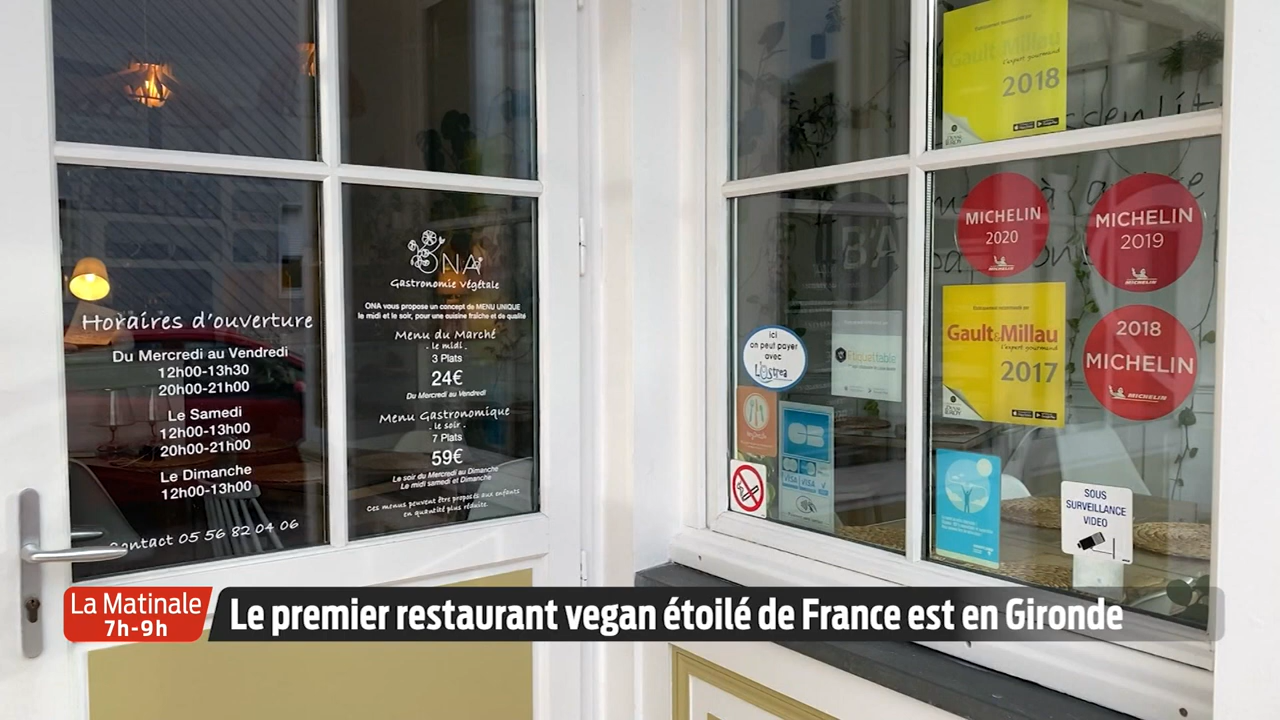 Horaires d'ouverture
Du Mercredi au Vendredi
12h00-13h30
20h00-21h00
Le Samedi
12h00-13h00
20h00-21h00
Le Dimanche
12h00-13h00
Contact 05 56 82 04 06
ONA
Gastronomie végétale
ONA vous propose un concept de MENU UNIQUE
le midi et le soir, pour une cuisine fraîche et de qualité
Menu du Marché
- le midi -
3 Plats
24€
Du Mercredi au Vendredi
Menu Gastronomique
- le soir -
7 Plats
59€
Le soir du Mercredi au Dimanche
Le midi samedi et Dimanche
Ces menus peuvent être proposés aux enfants
en quantité plus réduite.
Gault&Millau
l'expert gourmand
2018
MICHELIN
2020
MICHELIN
2019
MICHELIN
Gault&Millau
l'expert gourmand
2017
2018
MICHELIN
MICHELIN
ici
on peut payer
avec
L'Ostrea
Etiquettable
CB
VISA
SOUS
SURVEILLANCE
VIDEO
La Matinale
7h-9h
Le premier restaurant vegan étoilé de France est en Gironde